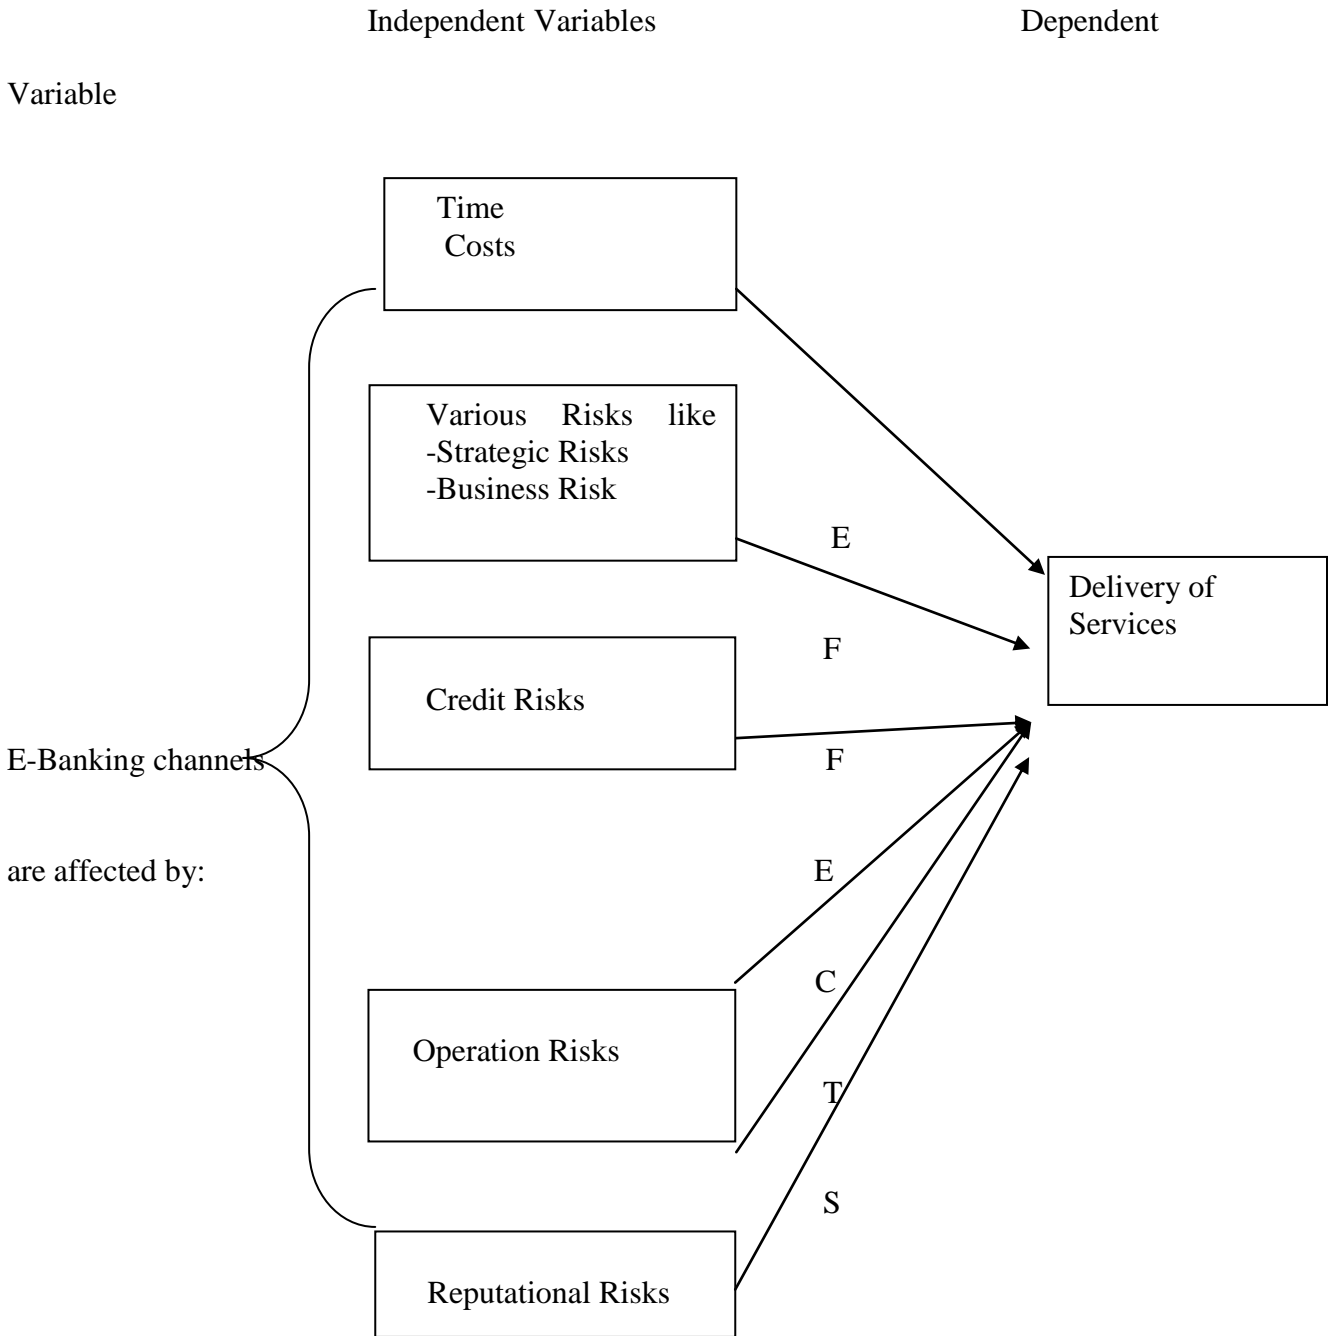 Independent Variables Dependent
Variable
Time
Costs
Various Risks like
-Strategic Risks
-Business Risk
E
Delivery of
Services
F
Credit Risks
E-Banking channels
F
are affected by:
E
C
Operation Risks
T
S
Reputational Risks